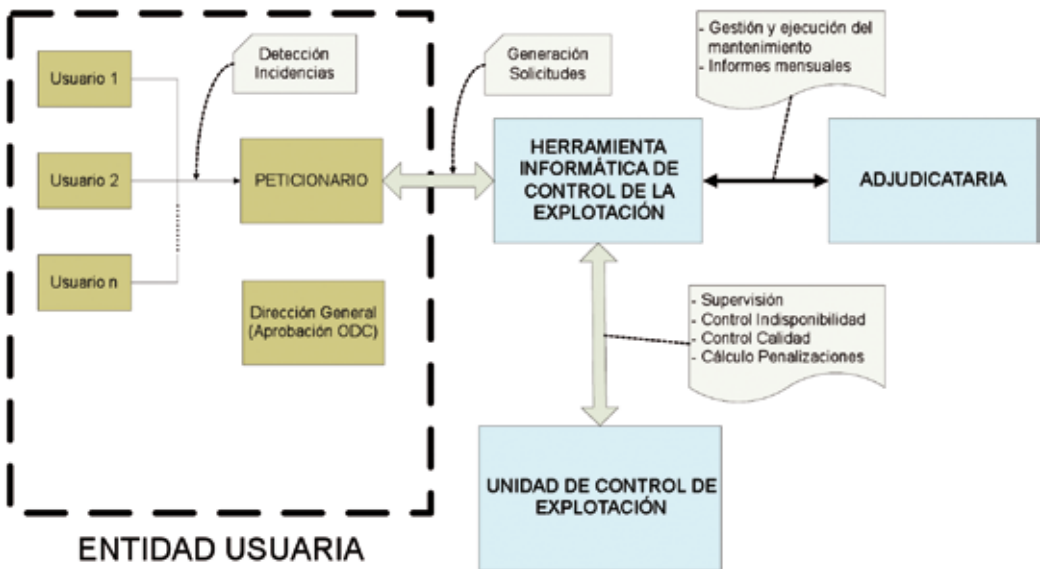 Usuario 1
Usuario 2
Usuario n
Detección
Incidencias
PETICIONARIO
Dirección General
(Aprobación ODC)
ENTIDAD USUARIA
Generación
Solicitudes
HERRAMIENTA
INFORMÁTICA DE
CONTROL DE LA
EXPLOTACIÓN
- Gestión y ejecución del
mantenimiento
- Informes mensuales
ADJUDICATARIA
- Supervisión
- Control Indisponibilidad
- Control Calidad
- Cálculo Penalizaciones
UNIDAD DE CONTROL DE
EXPLOTACIÓN